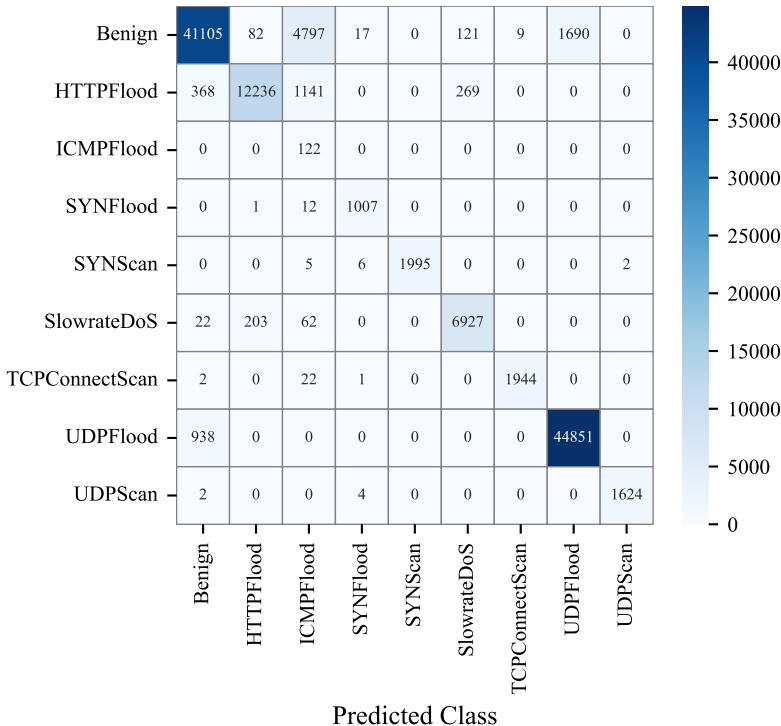 Benign 41105 82 4797 17 0 121 9 1690 0
HTTPFlood 368 12236 1141 0 0 269 0 0 0
ICMPFlood 0 0 122 0 0 0 0 0 0
SYNFlood 0 1 12 1007 0 0 0 0 0
SYNScan 0 0 5 6 1995 0 0 0 2
SlowrateDoS 22 203 62 0 0 6927 0 0 0
TCPConnectScan 2 0 22 1 0 0 1944 0 0
UDPFlood 938 0 0 0 0 0 0 44851 0
UDPScan 2 0 0 4 0 0 0 0 1624
Benign
HTTPFlood
ICMPFlood
SYNFlood
SYNScan
SlowrateDoS
TCPConnectScan
UDPFlood
UDPScan
Predicted Class
40000
35000
30000
25000
20000
15000
10000
5000
0